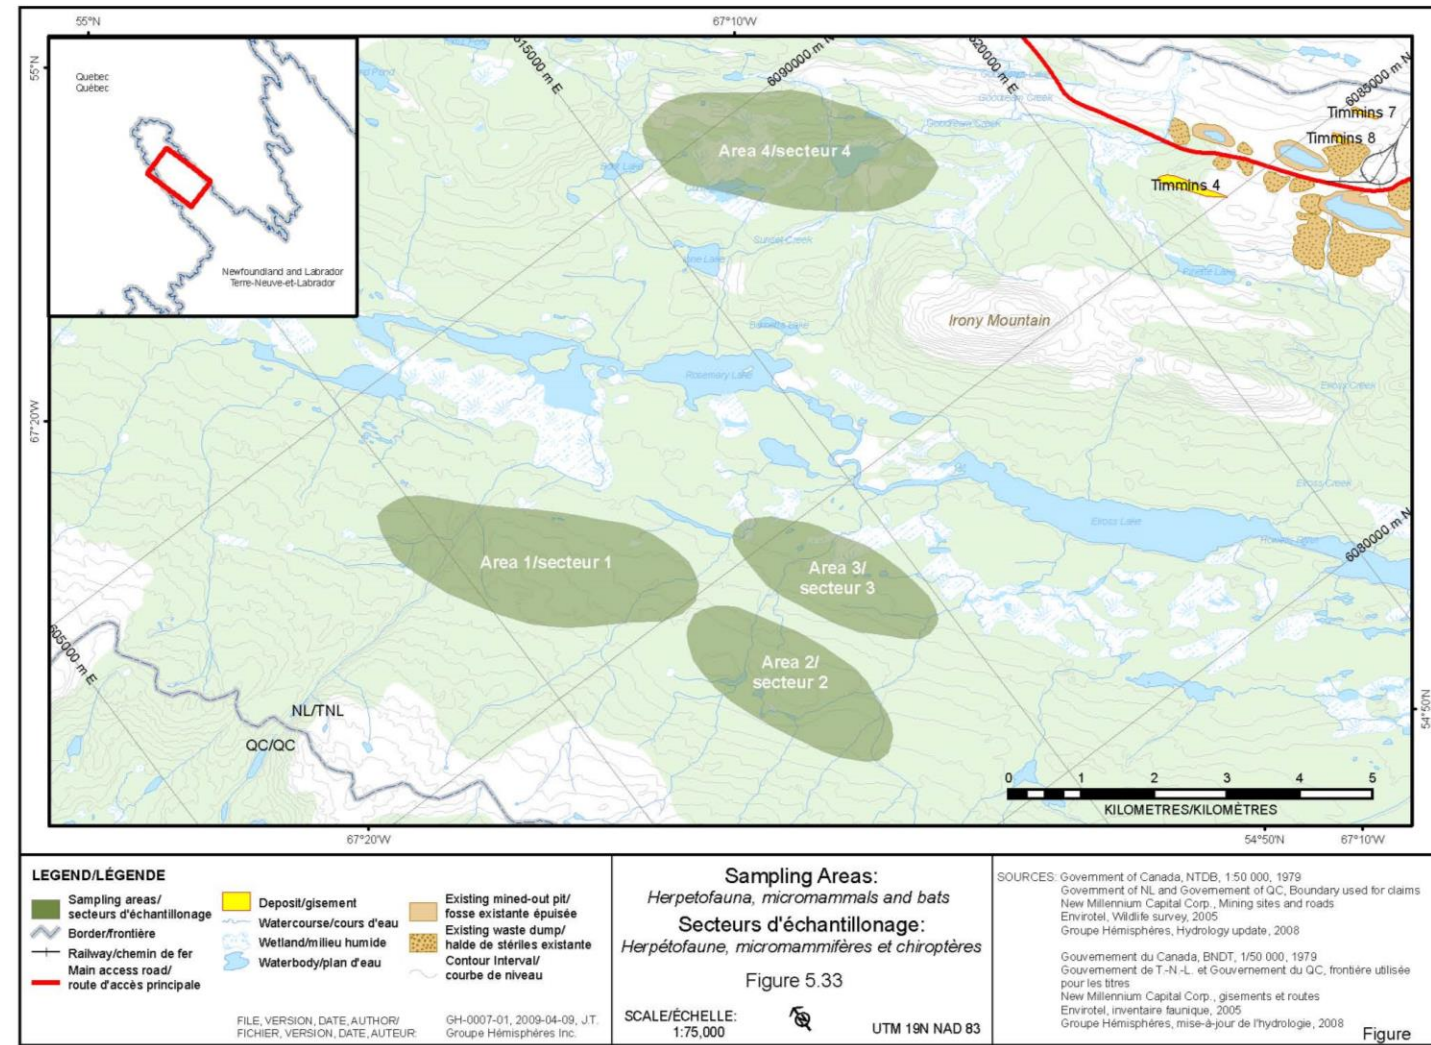 55°N
67°10'W
55°N
Quebec
Québec
Newfoundland and Labrador
Terre-Neuve-et-Labrador
615000 m E
6090000 m N
620000 m E
6085000 m N
Goodream Creek
Goodream Creek
Timmins 7
Timmins 8
Timmins 4
Area 4/secteur 4
Sunset Creek
Pinette Lake
Irony Mountain
Rosemary Lake
Elross Creek
67°20'W
Elross Creek
Elross Lake
6080000 m N
Area 1/secteur 1
Area 3/
secteur 3
Area 2/
secteur 2
605000 m E
NL/TNL
QC/QC
54°50'N
0 1 2 3 4 5
KILOMETRES/KILOMÈTRES
67°20'W
54°50'N
67°10'W
LEGEND/LÉGENDE
Sampling areas/
secteurs d'échantillonage
Border/frontière
Railway/chemin de fer
Main access road/
route d'accès principale
Deposit/gisement
Watercourse/cours d'eau
Wetland/milieu humide
Waterbody/plan d'eau
Existing mined-out pit/
fosse existante épuisée
Existing waste dump/
halde de stériles existante
Contour Interval/
courbe de niveau
FILE, VERSION, DATE, AUTHOR/
FICHIER, VERSION, DATE, AUTEUR:
GH-0007-01, 2009-04-09, J.T.
Groupe Hémisphères Inc.
Sampling Areas:
Herpetofauna, micromammals and bats
Secteurs d'échantillonage:
Herpétofaune, micromammifères et chiroptères
Figure 5.33
SCALE/ÉCHELLE:
1:75,000
UTM 19N NAD 83
SOURCES: Government of Canada, NTDB, 1:50 000, 1979
Government of NL and Governement of QC, Boundary used for claims
New Millennium Capital Corp., Mining sites and roads
Envirotel, Wildlife survey, 2005
Groupe Hémisphères, Hydrology update, 2008
Gouvernement du Canada, BNDT, 1/50 000, 1979
Gouvernement de T.-N.-L. et Gouvernement du QC, frontière utilisée
pour les titres
New Millennium Capital Corp., gisements et routes
Envirotel, inventaire faunique, 2005
Groupe Hémisphères, mise-à-jour de l'hydrologie, 2008
Figure